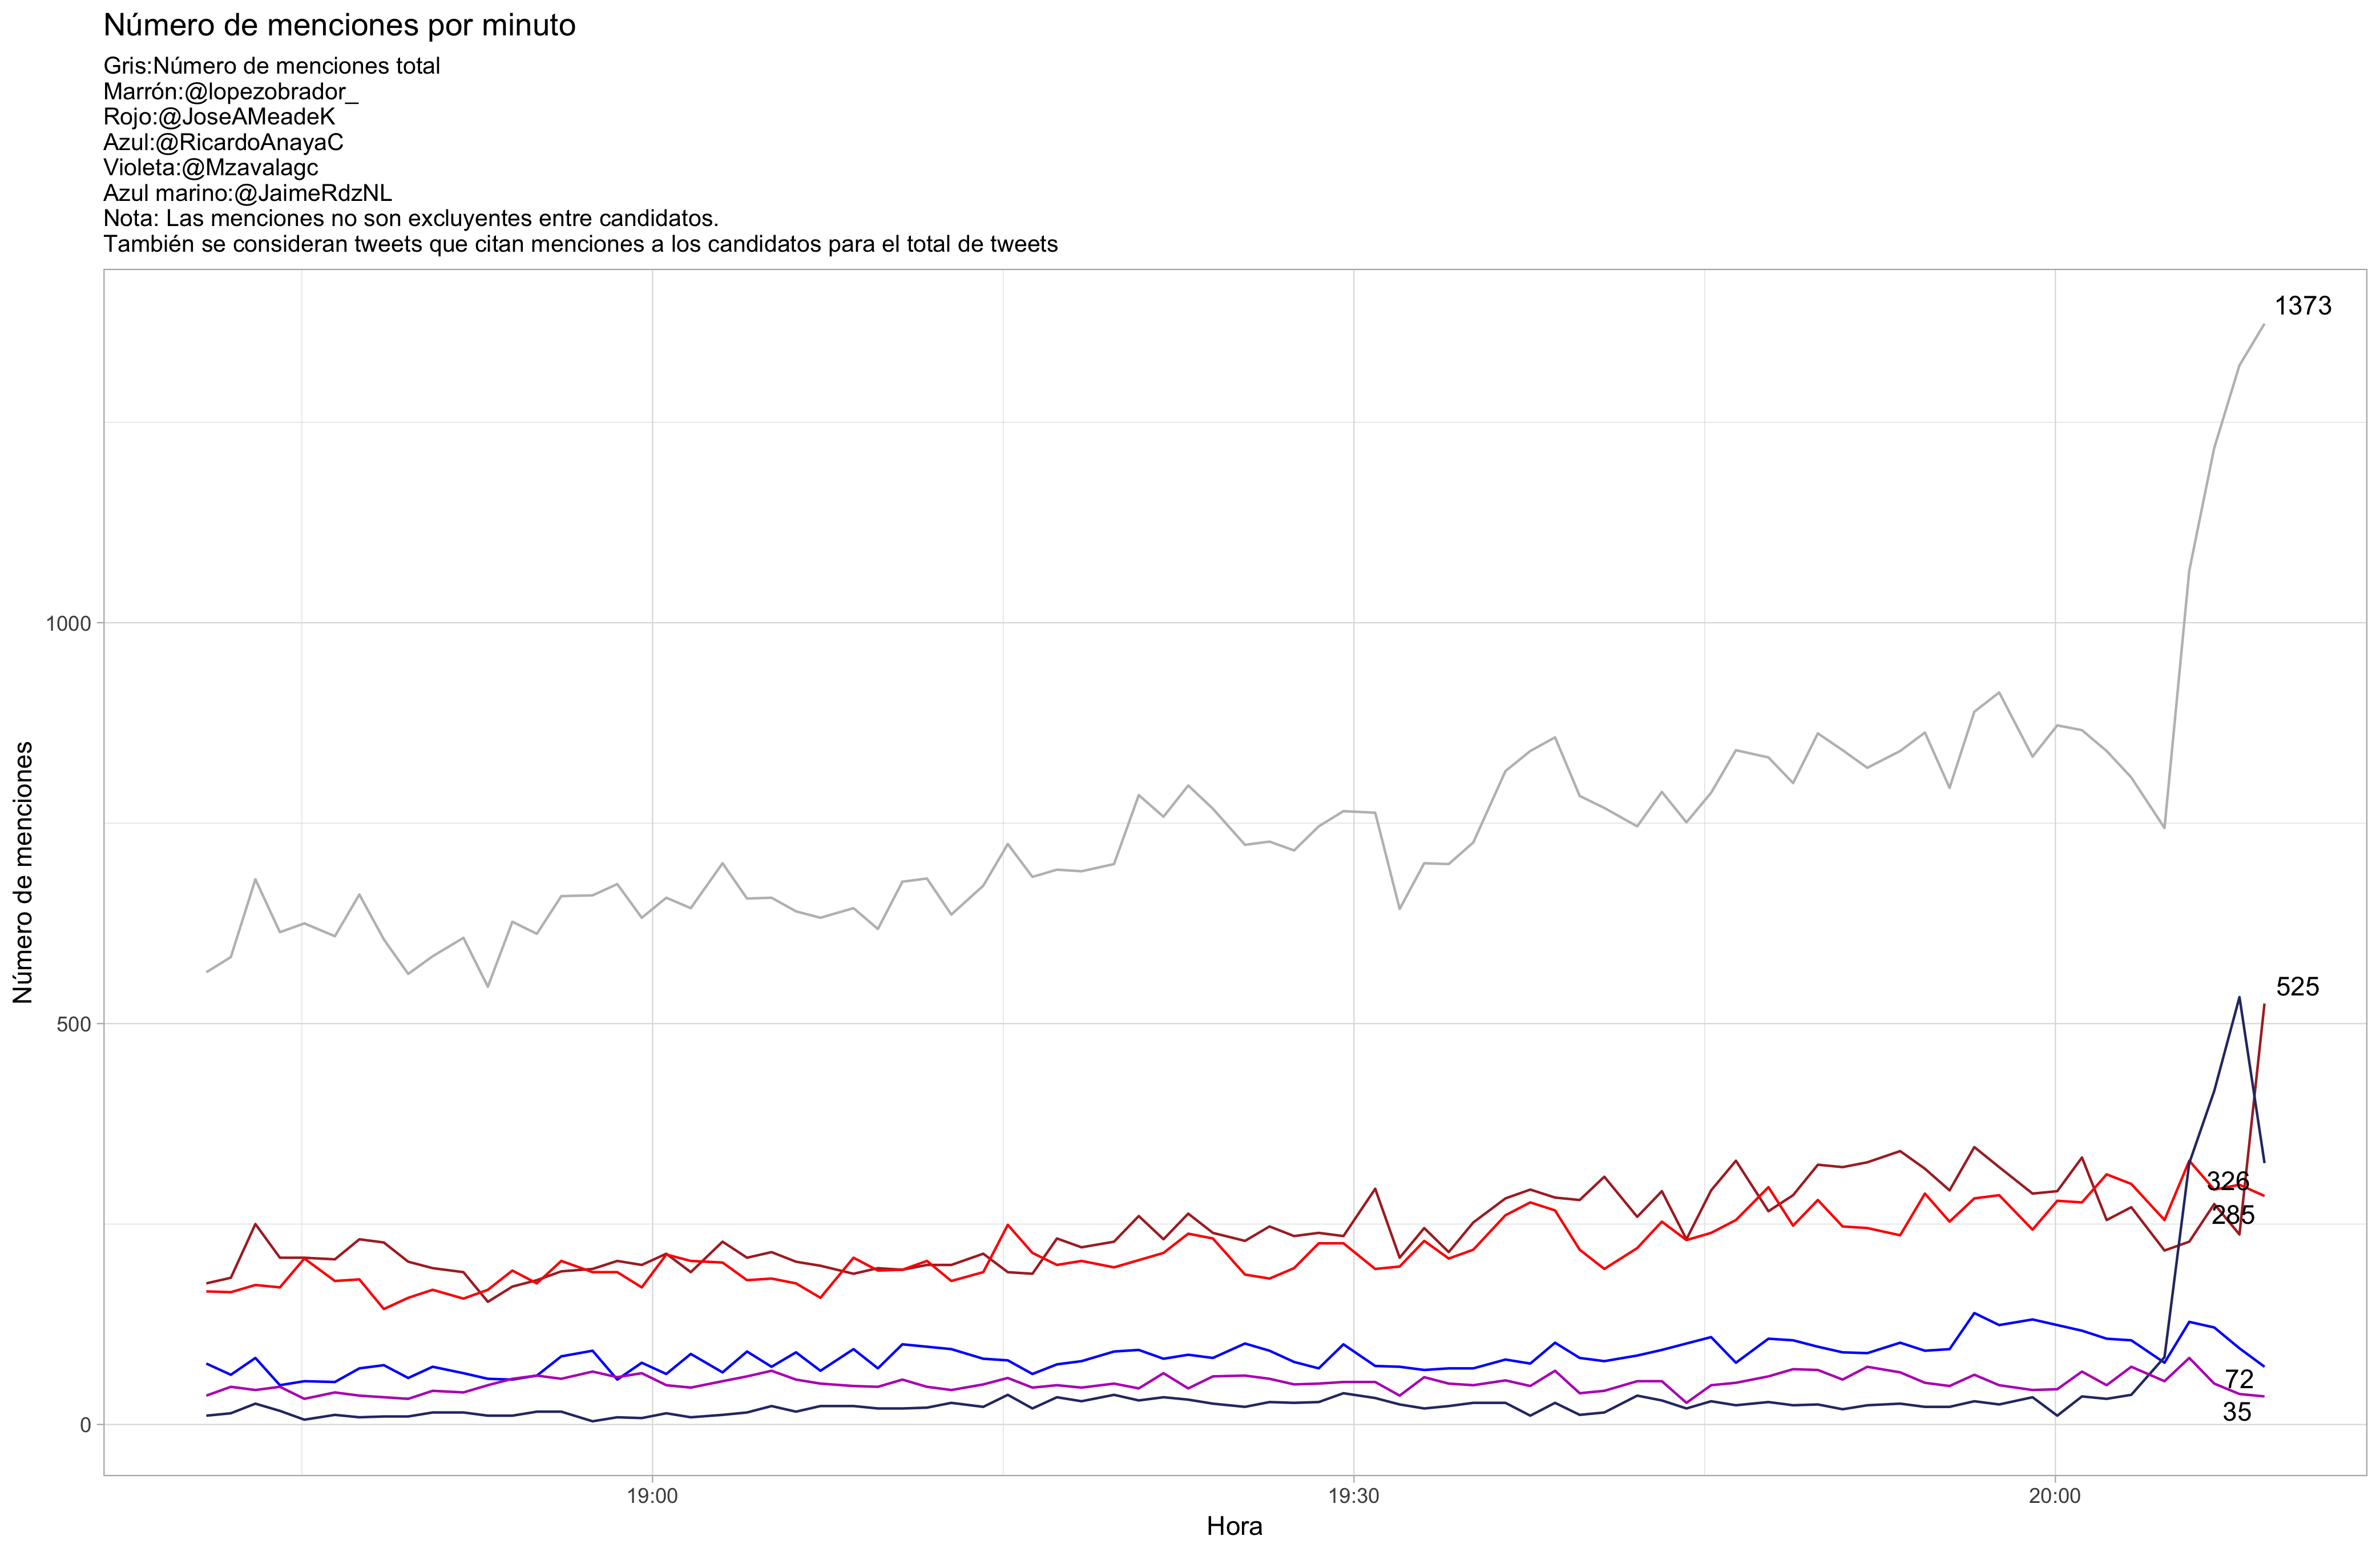 Número de menciones por minuto
Gris:Número de menciones total
Marrón:@lopezobrador_
Rojo:@JoseAMeadeK
Azul:@RicardoAnayaC
Violeta:@Mzavalagc
Azul marino:@JaimeRdzNL
Nota: Las menciones no son excluyentes entre candidatos.
También se consideran tweets que citan menciones a los candidatos para el total de tweets
1373
1000
525
500
326
285
72
35
0
Número de menciones
19:00
19:30
20:00
Hora